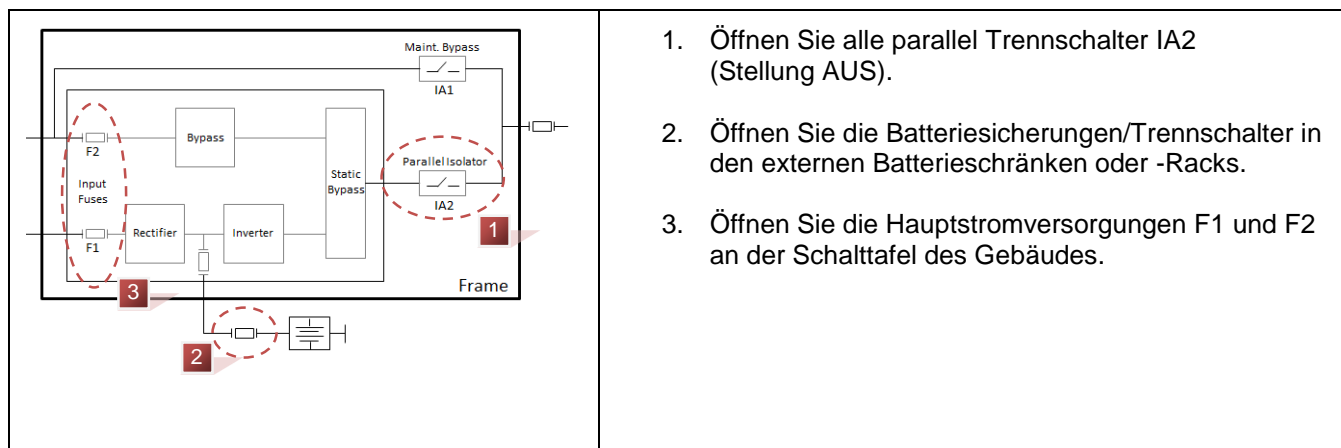 Maint. Bypass
IA1
F2
Bypass
Input
Fuses
Static
Bypass
Parallel Isolator
IA2
1
Rectifier
Inverter
F1
3
Frame
2
1. Öffnen Sie alle parallel Trennschalter IA2
(Stellung AUS).
2. Öffnen Sie die Batteriesicherungen/Trennschalter in
den externen Batterieschränken oder -Racks.
3. Öffnen Sie die Hauptstromversorgungen F1 und F2
an der Schalttafel des Gebäudes.